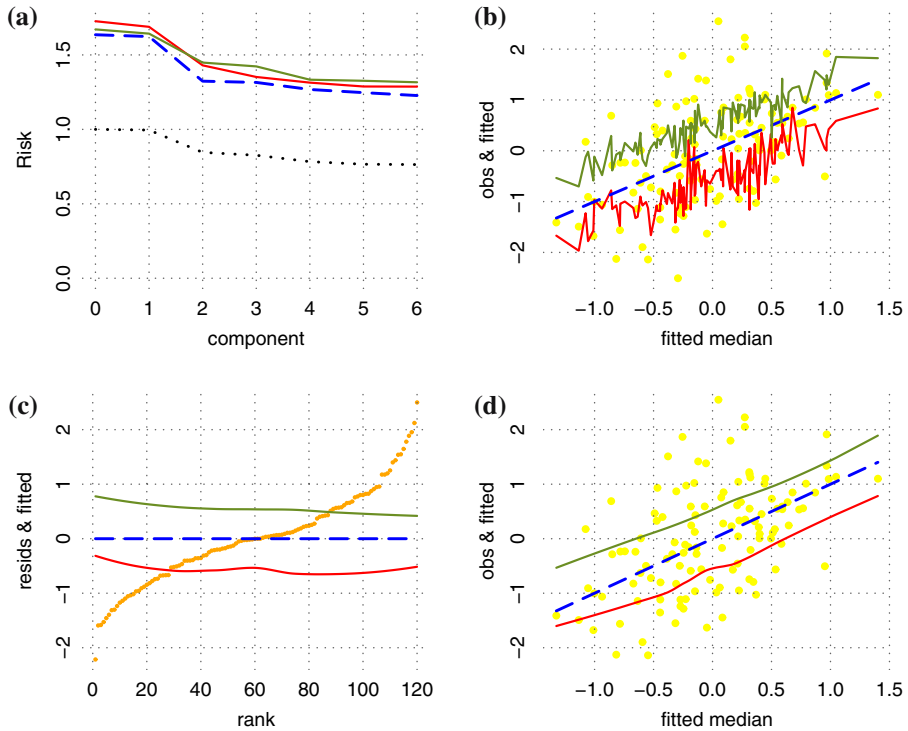 (a)
Risk
1.5
1.0
0.5
0.0
0 1 2 3 4 5 6
component
(b)
obs & fitted
2
1
0
−1
−2
−1.0 −0.5 0.0 0.5 1.0 1.5
fitted median
(c)
resids & fitted
2
1
0
−1
−2
0 20 40 60 80 100 120
rank
(d)
obs & fitted
2
1
0
−1
−2
−1.0 −0.5 0.0 0.5 1.0 1.5
fitted median